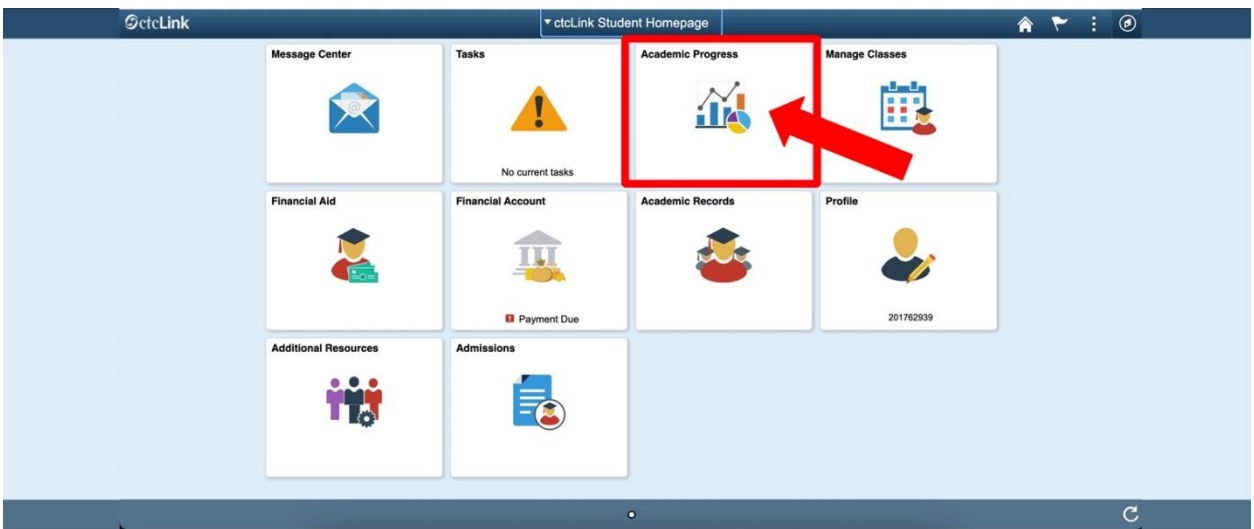 ctcLink
ctcLink Student Homepage
Message Center
Tasks
Academic Progress
Manage Classes
@
No current tasks
Financial Aid
Financial Account
Academic Records
Profile
Payment Due
201762939
Additional Resources
Admissions